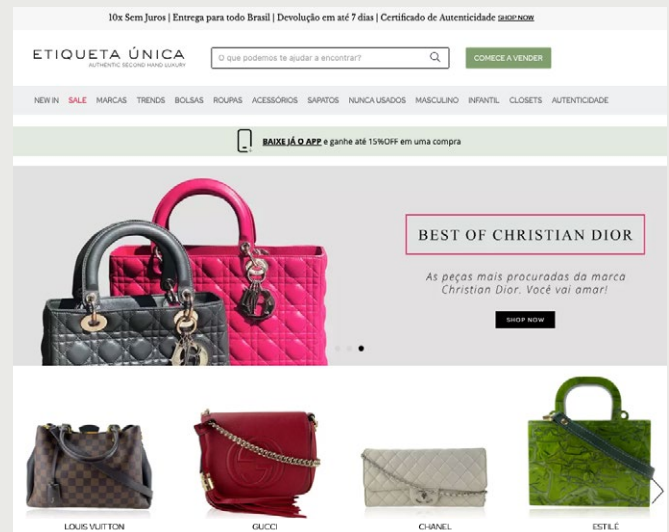 10x Sem Juros | Entrega para todo Brasil | Devolução em até 7 dias | Certificado de Autenticidade SHOP NOW
ETIQUETA ÚNICA
AUTHENTIC SECOND HAND LUXURY
O que podemos te ajudar a encontrar?
COMECE A VENDER
NEW IN SALE MARCAS TRENDS BOLSAS ROUPAS ACESSÓRIOS SAPATOS NUNCA USADOS MASCULINO INFANTIL CLOSETS AUTENTICIDADE
BAIXE JÁ O APP e ganhe até 15%OFF em uma compra
BEST OF CHRISTIAN DIOR
As peças mais procuradas da marca
Christian Dior. Você vai amar!
SHOP NOW
LOUIS VUITTON GUCCI CHANEL ESTILÉ